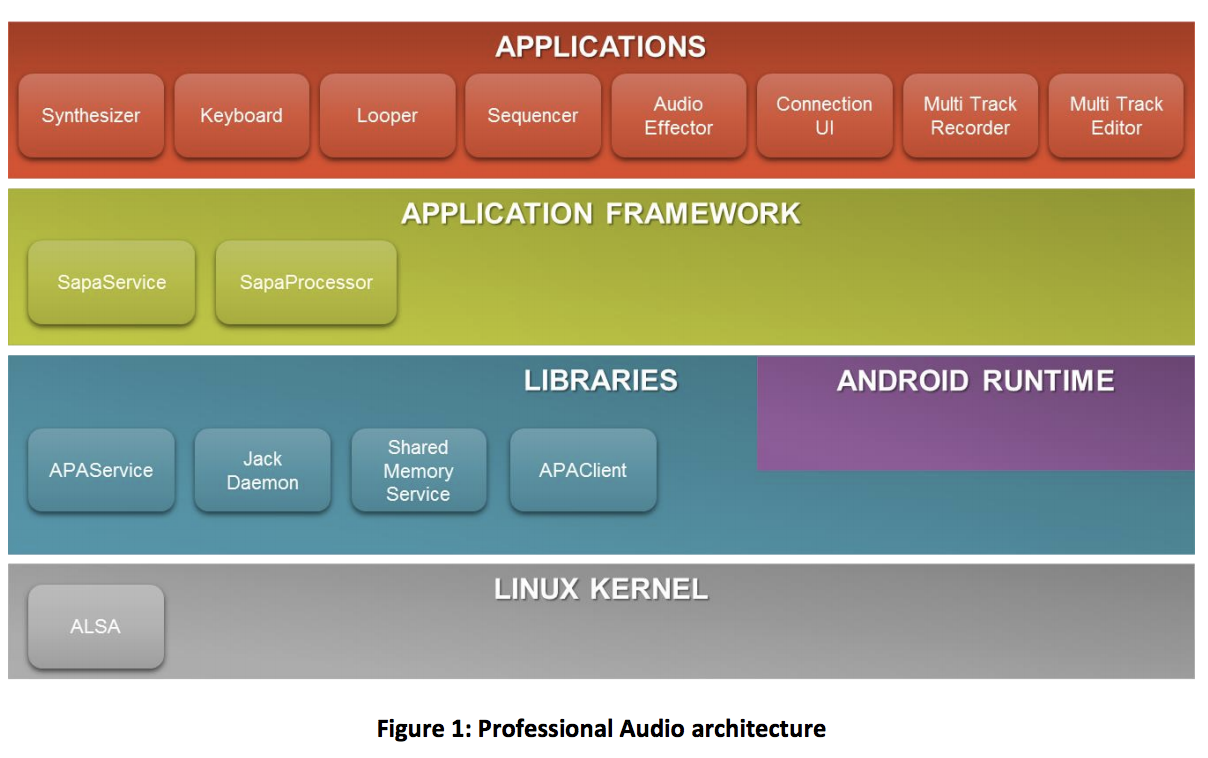 APPLICATIONS
Synthesizer
Keyboard
Looper
Sequencer
Audio
Effector
Connection
UI
Multi Track
Recorder
Multi Track
Editor
APPLICATION FRAMEWORK
SapaService
SapaProcessor
LIBRARIES
ANDROID RUNTIME
APAService
Jack
Daemon
Shared
Memory
Service
APAClient
LINUX KERNEL
ALSA
Figure 1: Professional Audio architecture